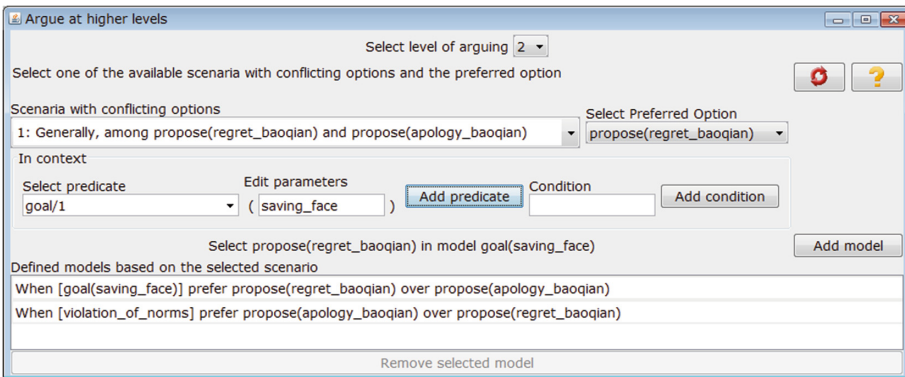 Argue at higher levels
Select level of arguing 2
Select one of the available scenaria with conflicting options and the preferred option
Scenaria with conflicting options
Select Preferred Option
1: Generally, among propose(regret_baoqian) and propose(apology_baoqian)
propose(regret_baoqian)
In context
Select predicate
Edit parameters
Condition
goal/1
( saving_face )
Add predicate
Add condition
Select propose(regret_baoqian) in model goal(saving_face)
Add model
Defined models based on the selected scenario
When [goal(saving_face)] prefer propose(regret_baoqian) over propose(apology_baoqian)
When [violation_of_norms] prefer propose(apology_baoqian) over propose(regret_baoqian)
Remove selected model